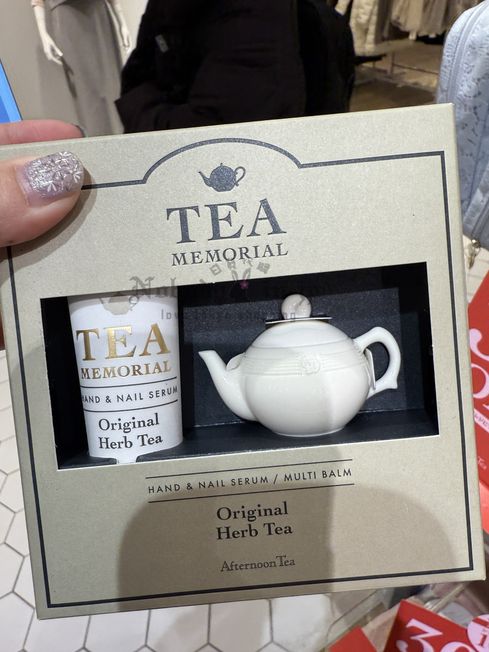 TEA
MEMORIAL
TEA
MEMORIAL
HAND & NAIL SERUM
Original
Herb Tea
HAND & NAIL SERUM / MULTI BALM
Original
Herb Tea
Afternoon Tea